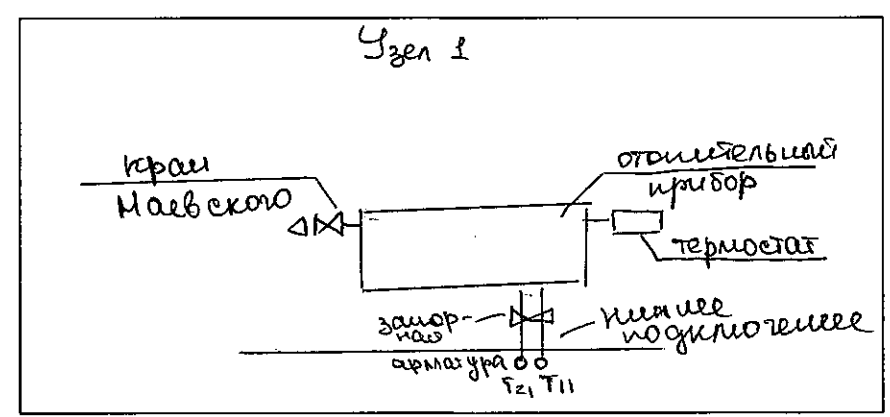 Узел 1
кран
Маевского
отопительный
прибор
термостат
запор-
ная
арматура
нижнее
подключение
T21 T11